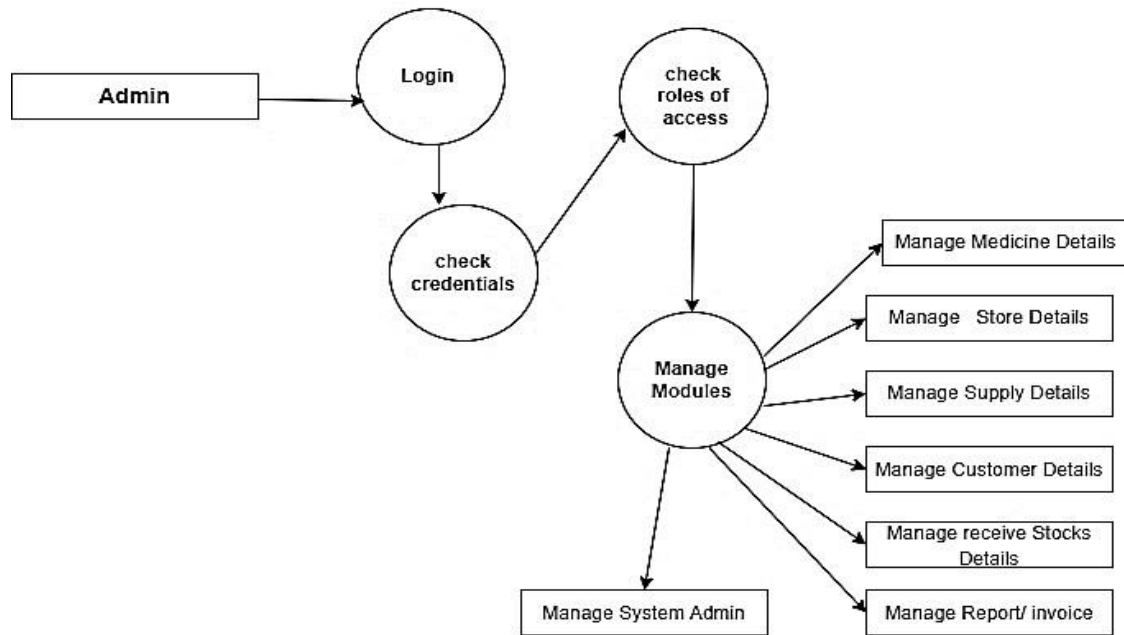 Admin
Login
check
roles of
access
check
credentials
Manage
Modules
Manage Medicine Details
Manage Store Details
Manage Supply Details
Manage Customer Details
Manage receive Stocks
Details
Manage Report/ invoice
Manage System Admin